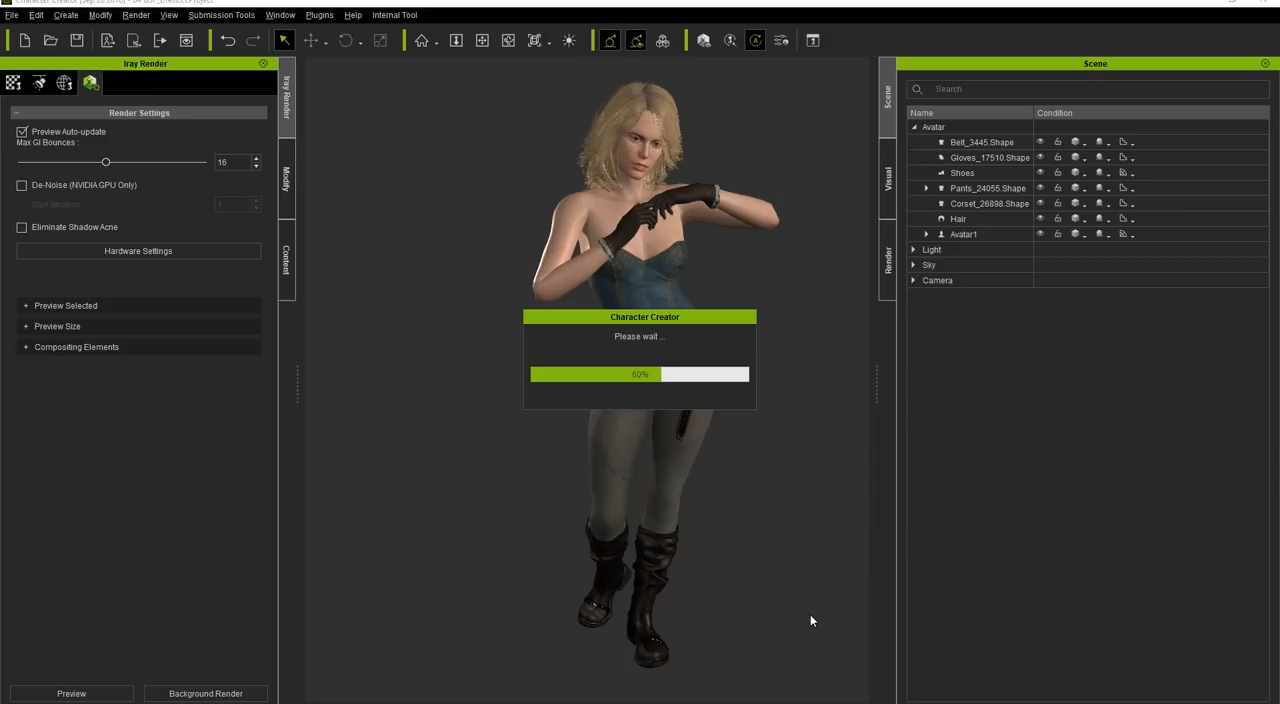 File Edit Create Modify Render View Submission Tools Window Plugins Help Internal Tool
Iray Render
Render Settings
Preview Auto-update
Max GI Bounces :
16
De-Noise (NVIDIA GPU Only)
Start Iteration
1
Eliminate Shadow Acne
Hardware Settings
+ Preview Selected
+ Preview Size
+ Compositing Elements
Preview
Background Render
Iray Render
Modify
Content
Character Creator
Please wait ...
60%
Scene
Visual
Render
Scene
Search
Name Condition
Avatar
Belt_3445.Shape
Gloves_17510.Shape
Shoes
Pants_24055.Shape
Corset_26898.Shape
Hair
Avatar1
Light
Sky
Camera